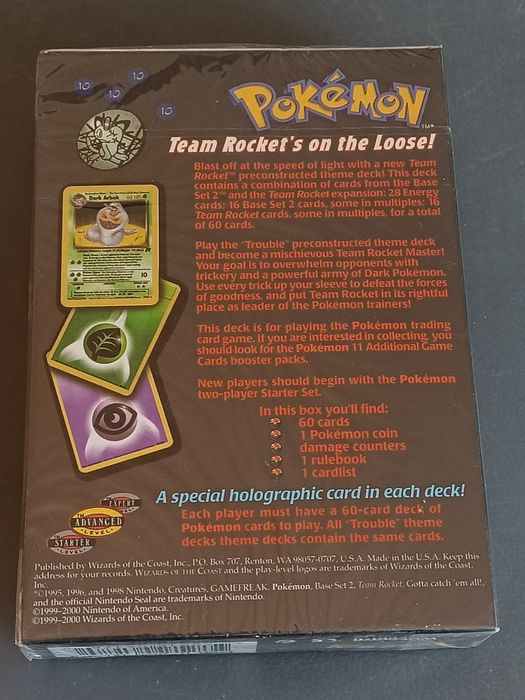 10
10
10
10
POKéMON
™
Team Rocket's on the Loose!
Blast off at the speed of light with a new Team
Rocket™ preconstructed theme deck! This deck
contains a combination of cards from the Base
Set 2™ and the Team Rocket expansion: 28 Energy
cards; 16 Base Set 2 cards, some in multiples; 16
Team Rocket cards, some in multiples, for a total
of 60 cards.
Dark Arbok
60 HP
10
Play the "Trouble" preconstructed theme deck
and become a mischievous Team Rocket Master!
Your goal is to overwhelm opponents with
trickery and a powerful army of Dark Pokémon.
Use every trick up your sleeve to defeat the forces
of goodness, and put Team Rocket in its rightful
place as leader of the Pokémon trainers!
This deck is for playing the Pokémon trading
card game. If you are interested in collecting, you
should look for the Pokémon 11 Additional Game
Cards booster packs.
New players should begin with the Pokémon
two-player Starter Set.
In this box you'll find:
60 cards
1 Pokémon coin
damage counters
1 rulebook
1 cardlist
A special holographic card in each deck!
Each player must have a 60-card deck of
Pokémon cards to play. All "Trouble" theme
decks theme decks contain the same cards.
EXPERT
LEVEL
ADVANCED
LEVEL
STARTER
LEVEL
Published by Wizards of the Coast, Inc., P.O. Box 707, Renton, WA 98057-0707, U.S.A. Made in the U.S.A. Keep this
address for your records. WIZARDS OF THE COAST and the play-level logos are trademarks of Wizards of the Coast,
Inc.
©1995, 1996, and 1998 Nintendo, Creatures, GAMEFREAK. Pokémon, Base Set 2, Team Rocket, Gotta catch 'em all!,
and the official Nintendo Seal are trademarks of Nintendo.
©1999-2000 Nintendo of America.
©1999-2000 Wizards of the Coast, Inc.